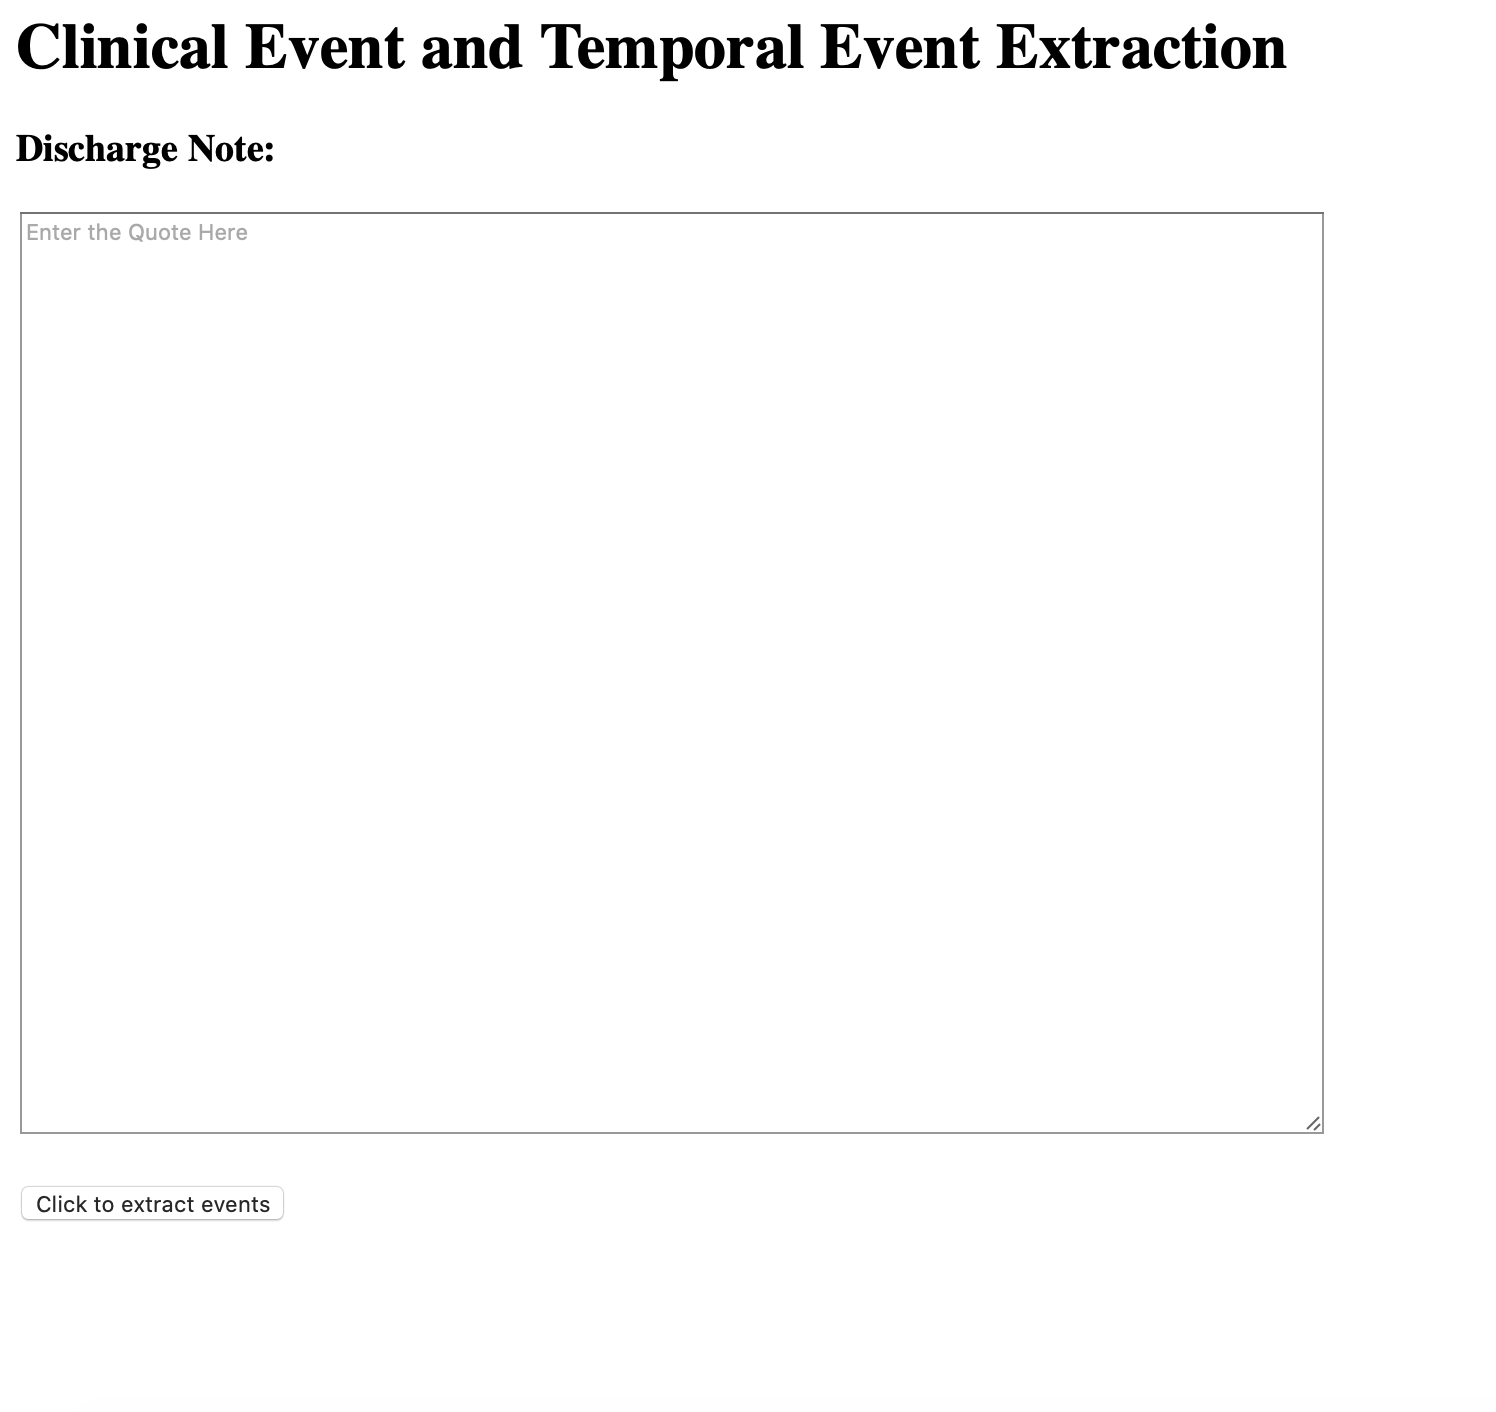 Clinical Event and Temporal Event Extraction
Discharge Note:
Enter the Quote Here
Click to extract events